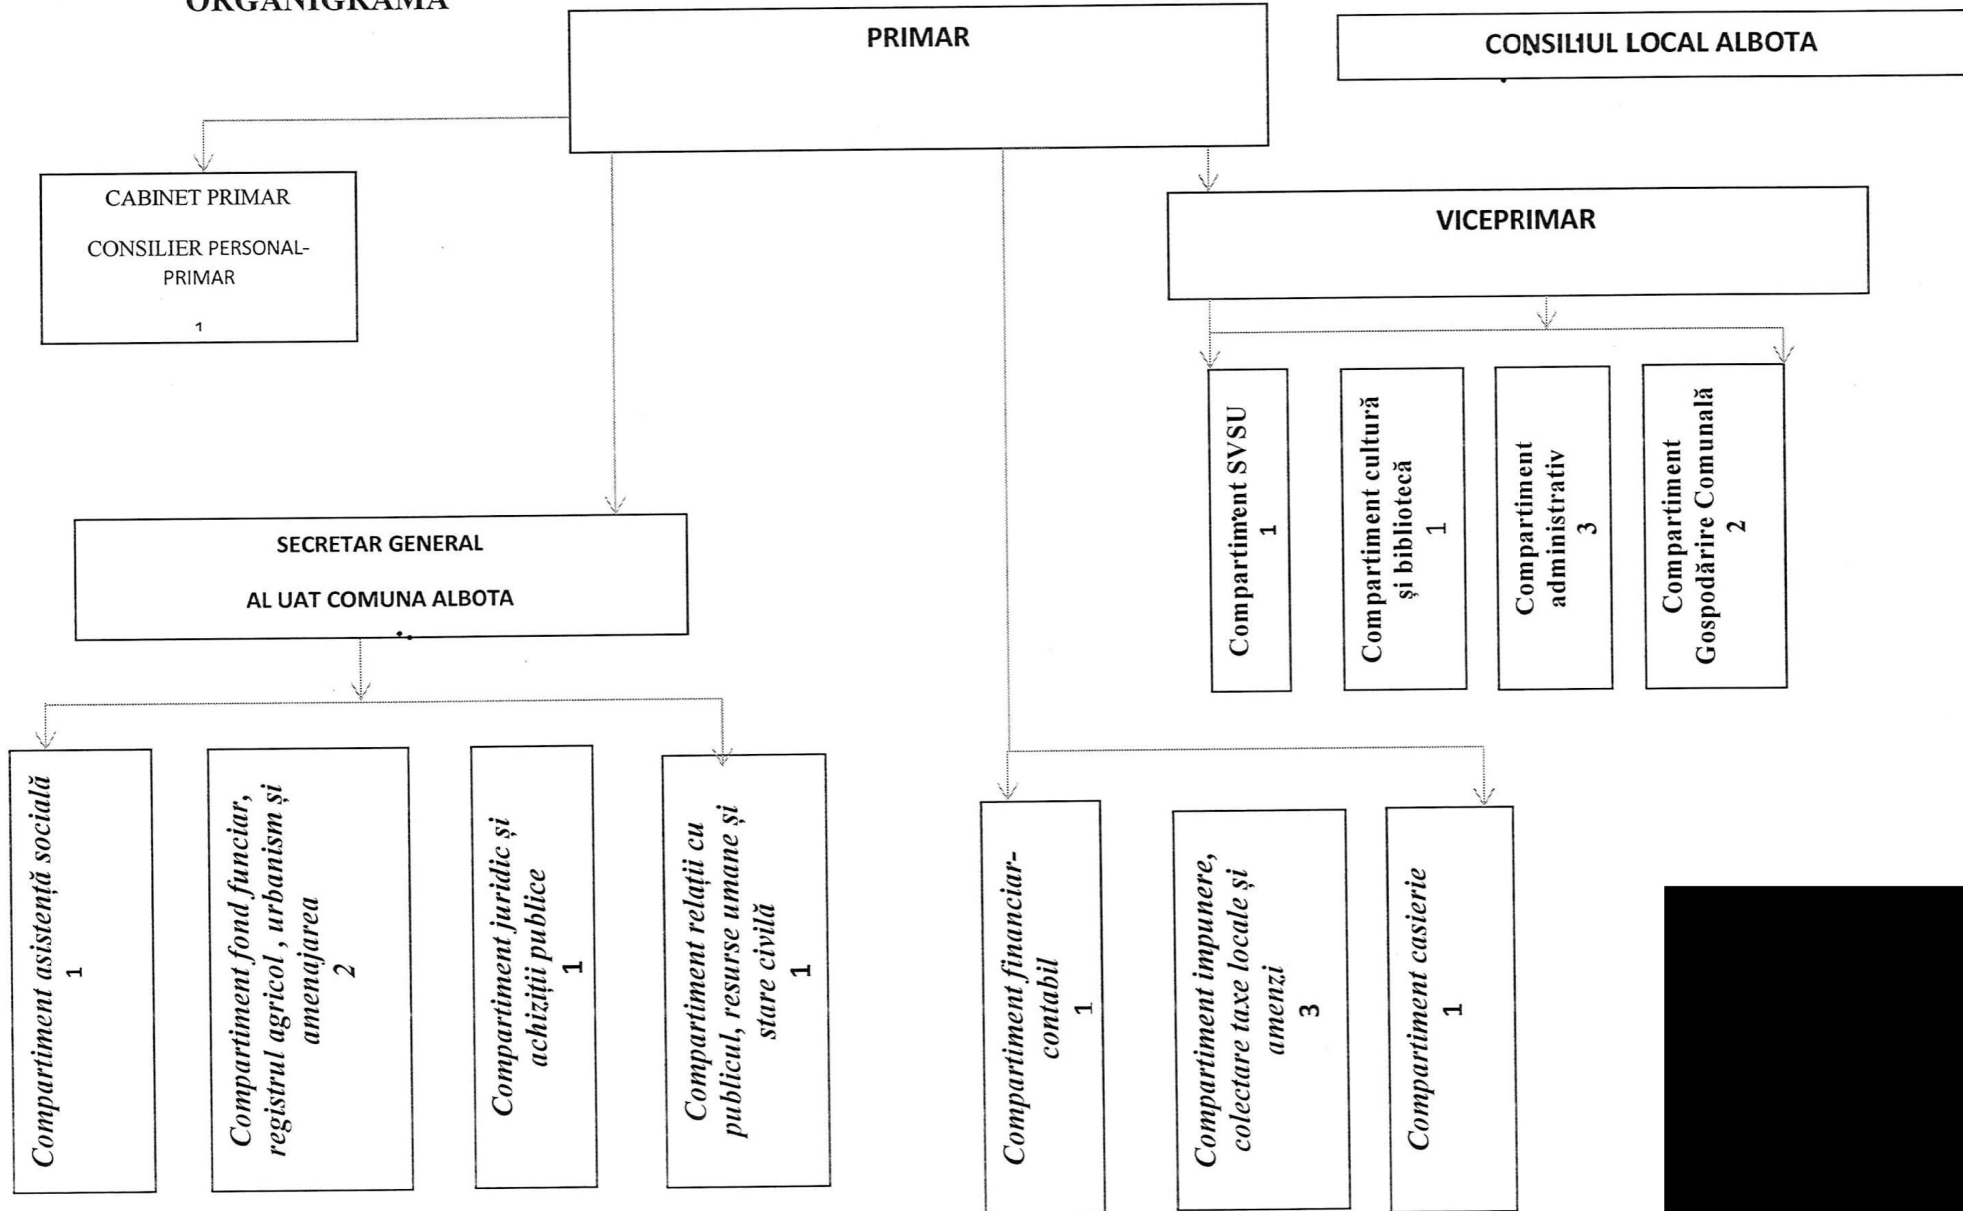 ORGANIGRAMA
PRIMAR
CONSILIUL LOCAL ALBOTA
CABINET PRIMAR
CONSILIER PERSONAL-
PRIMAR
1
VICEPRIMAR
Compartiment SVSU
1
Compartiment cultură
și bibliotecă
1
Compartiment
administrativ
3
Compartiment
Gospodărire Comunală
2
SECRETAR GENERAL
AL UAT COMUNA ALBOTA
Compartiment asistență socială
1
Compartiment fond funciar,
registrul agricol , urbanism și
amenajarea
2
Compartiment juridic și
achiziții publice
1
Compartiment relații cu
publicul, resurse umane și
stare civilă
1
Compartiment financiar-
contabil
1
Compartiment impunere,
colectare taxe locale și
amenzi
3
Compartiment casierie
1